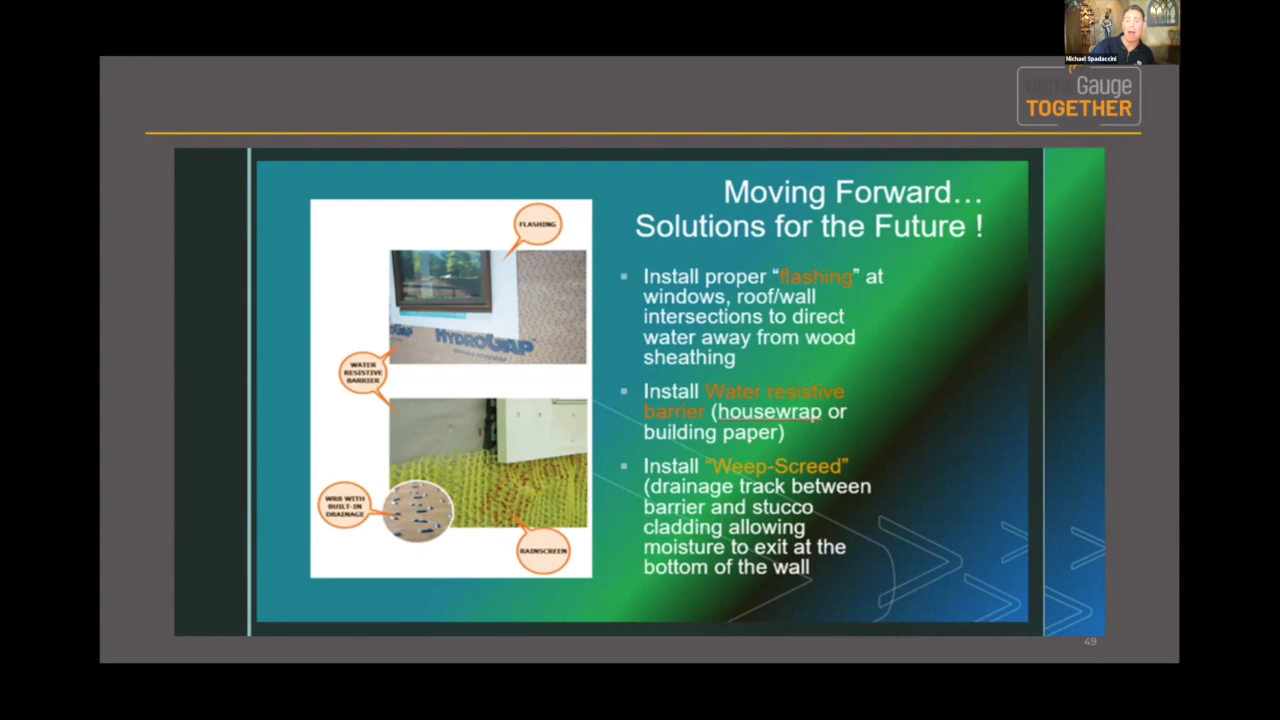 Michael Spadaccini
Gauge
TOGETHER
Moving Forward…
Solutions for the Future !
FLASHING
HYDROGAP
WATER
RESISTIVE
BARRIER
WRB WITH
BUILT-IN
DRAINAGE
RAINSCREEN
Install proper “flashing” at
windows, roof/wall
intersections to direct
water away from wood
sheathing
Install Water resistive
barrier (housewrap or
building paper)
Install “Weep-Screed”
(drainage track between
barrier and stucco
cladding allowing
moisture to exit at the
bottom of the wall
49